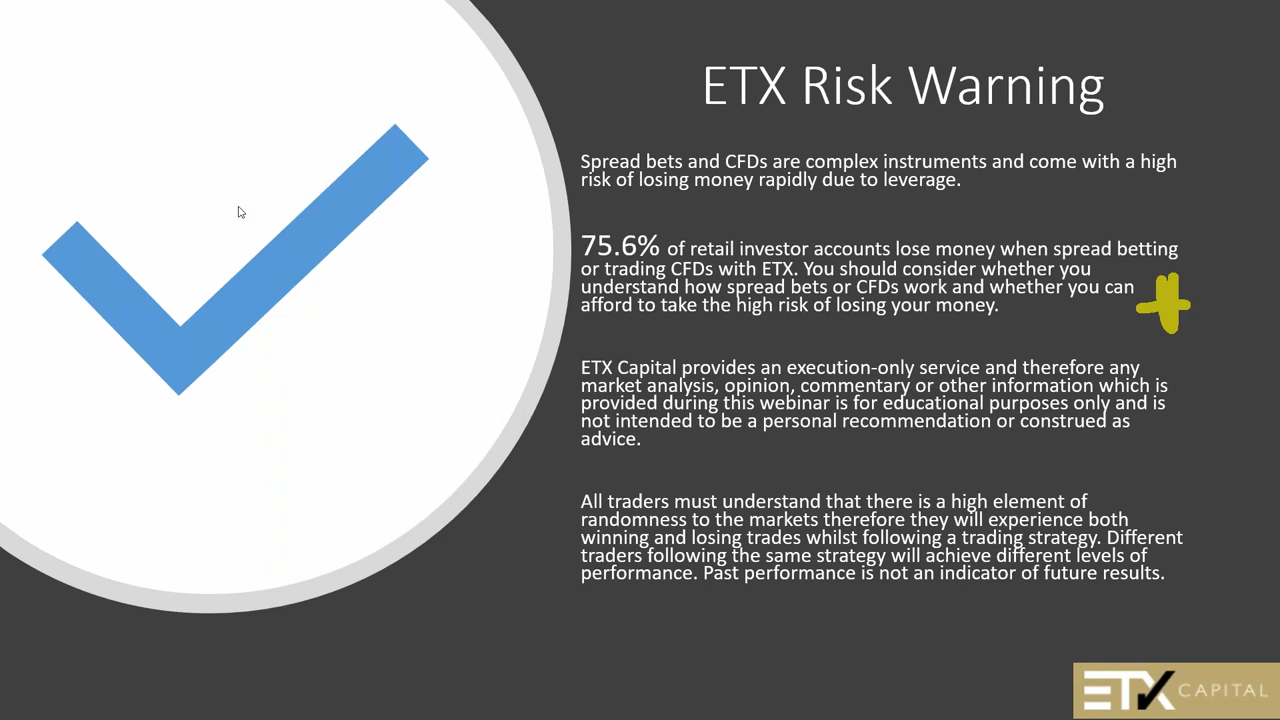 ETX Risk Warning
Spread bets and CFDs are complex instruments and come with a high
risk of losing money rapidly due to leverage.
75.6% of retail investor accounts lose money when spread betting
or trading CFDs with ETX. You should consider whether you
understand how spread bets or CFDs work and whether you can
afford to take the high risk of losing your money.
ETX Capital provides an execution-only service and therefore any
market analysis, opinion, commentary or other information which is
provided during this webinar is for educational purposes only and is
not intended to be a personal recommendation or construed as
advice.
All traders must understand that there is a high element of
randomness to the markets therefore they will experience both
winning and losing trades whilst following a trading strategy. Different
traders following the same strategy will achieve different levels of
performance. Past performance is not an indicator of future results.
ETX CAPITAL